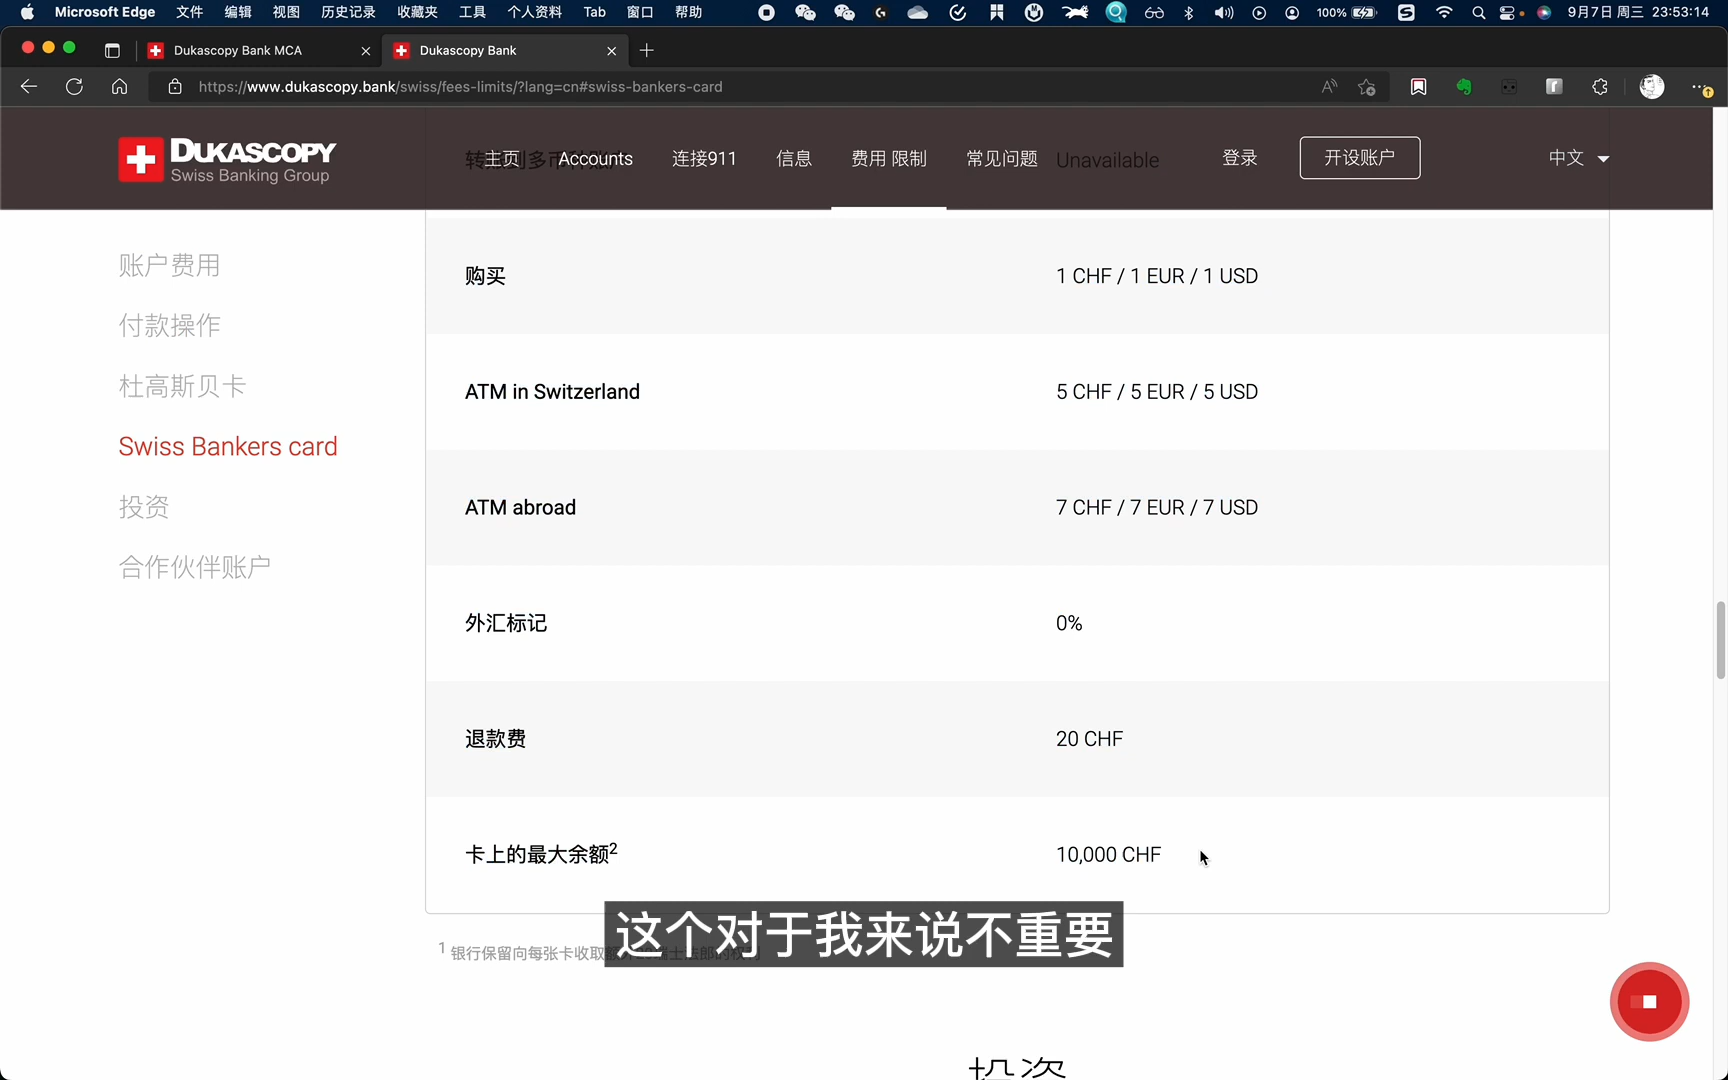 Microsoft Edge 文件 编辑 视图 历史记录 收藏夹 工具 个人资料 Tab 窗口 帮助 100% 9月7日 周三 23:53:14
Dukascopy Bank MCA
Dukascopy Bank
https://www.dukascopy.bank/swiss/fees-limits/?lang=cn#swiss-bankers-card
DUKASCOPY
Swiss Banking Group
主页 Accounts 连接911 信息 费用 限制 常见问题 Unavailable 登录 开设账户 中文
账户费用
付款操作
杜高斯贝卡
Swiss Bankers card
投资
合作伙伴账户
购买 1 CHF / 1 EUR / 1 USD
ATM in Switzerland 5 CHF / 5 EUR / 5 USD
ATM abroad 7 CHF / 7 EUR / 7 USD
外汇标记 0%
退款费 20 CHF
卡上的最大余额2 10,000 CHF
这个对于我来说不重要
1 银行保留向每张卡收取
投资